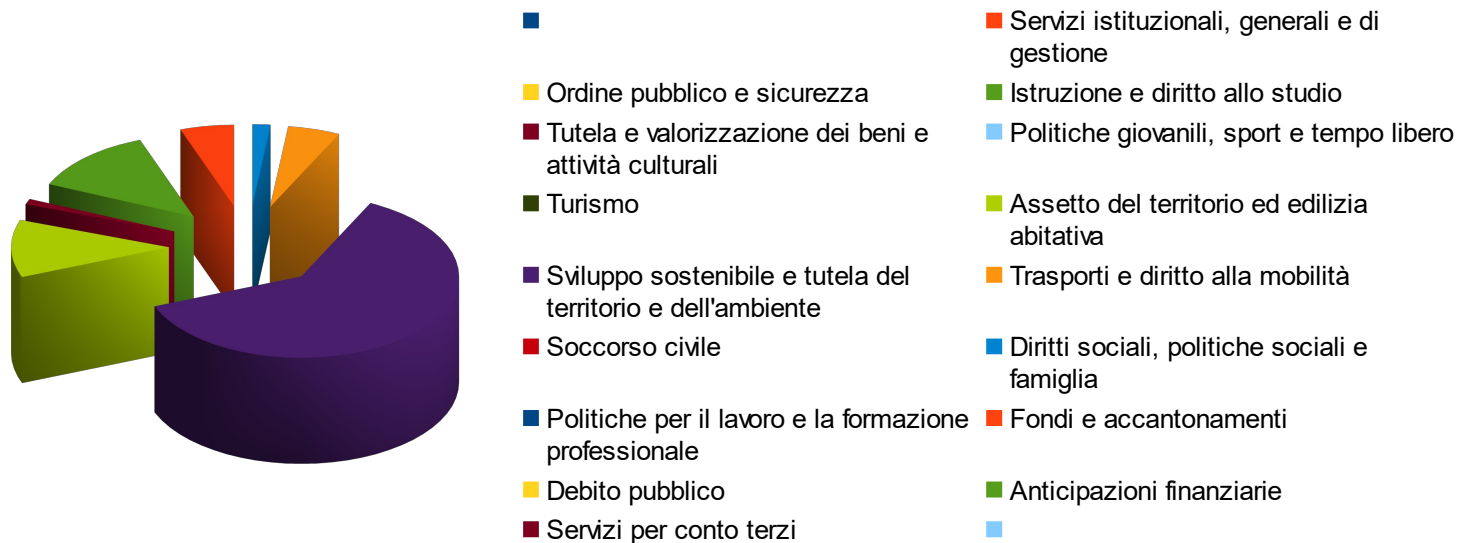 Servizi istituzionali, generali e di
gestione
Ordine pubblico e sicurezza
Istruzione e diritto allo studio
Tutela e valorizzazione dei beni e
attività culturali
Politiche giovanili, sport e tempo libero
Turismo
Assetto del territorio ed edilizia
abitativa
Sviluppo sostenibile e tutela del
territorio e dell'ambiente
Trasporti e diritto alla mobilità
Soccorso civile
Diritti sociali, politiche sociali e
famiglia
Politiche per il lavoro e la formazione
professionale
Fondi e accantonamenti
Debito pubblico
Anticipazioni finanziarie
Servizi per conto terzi